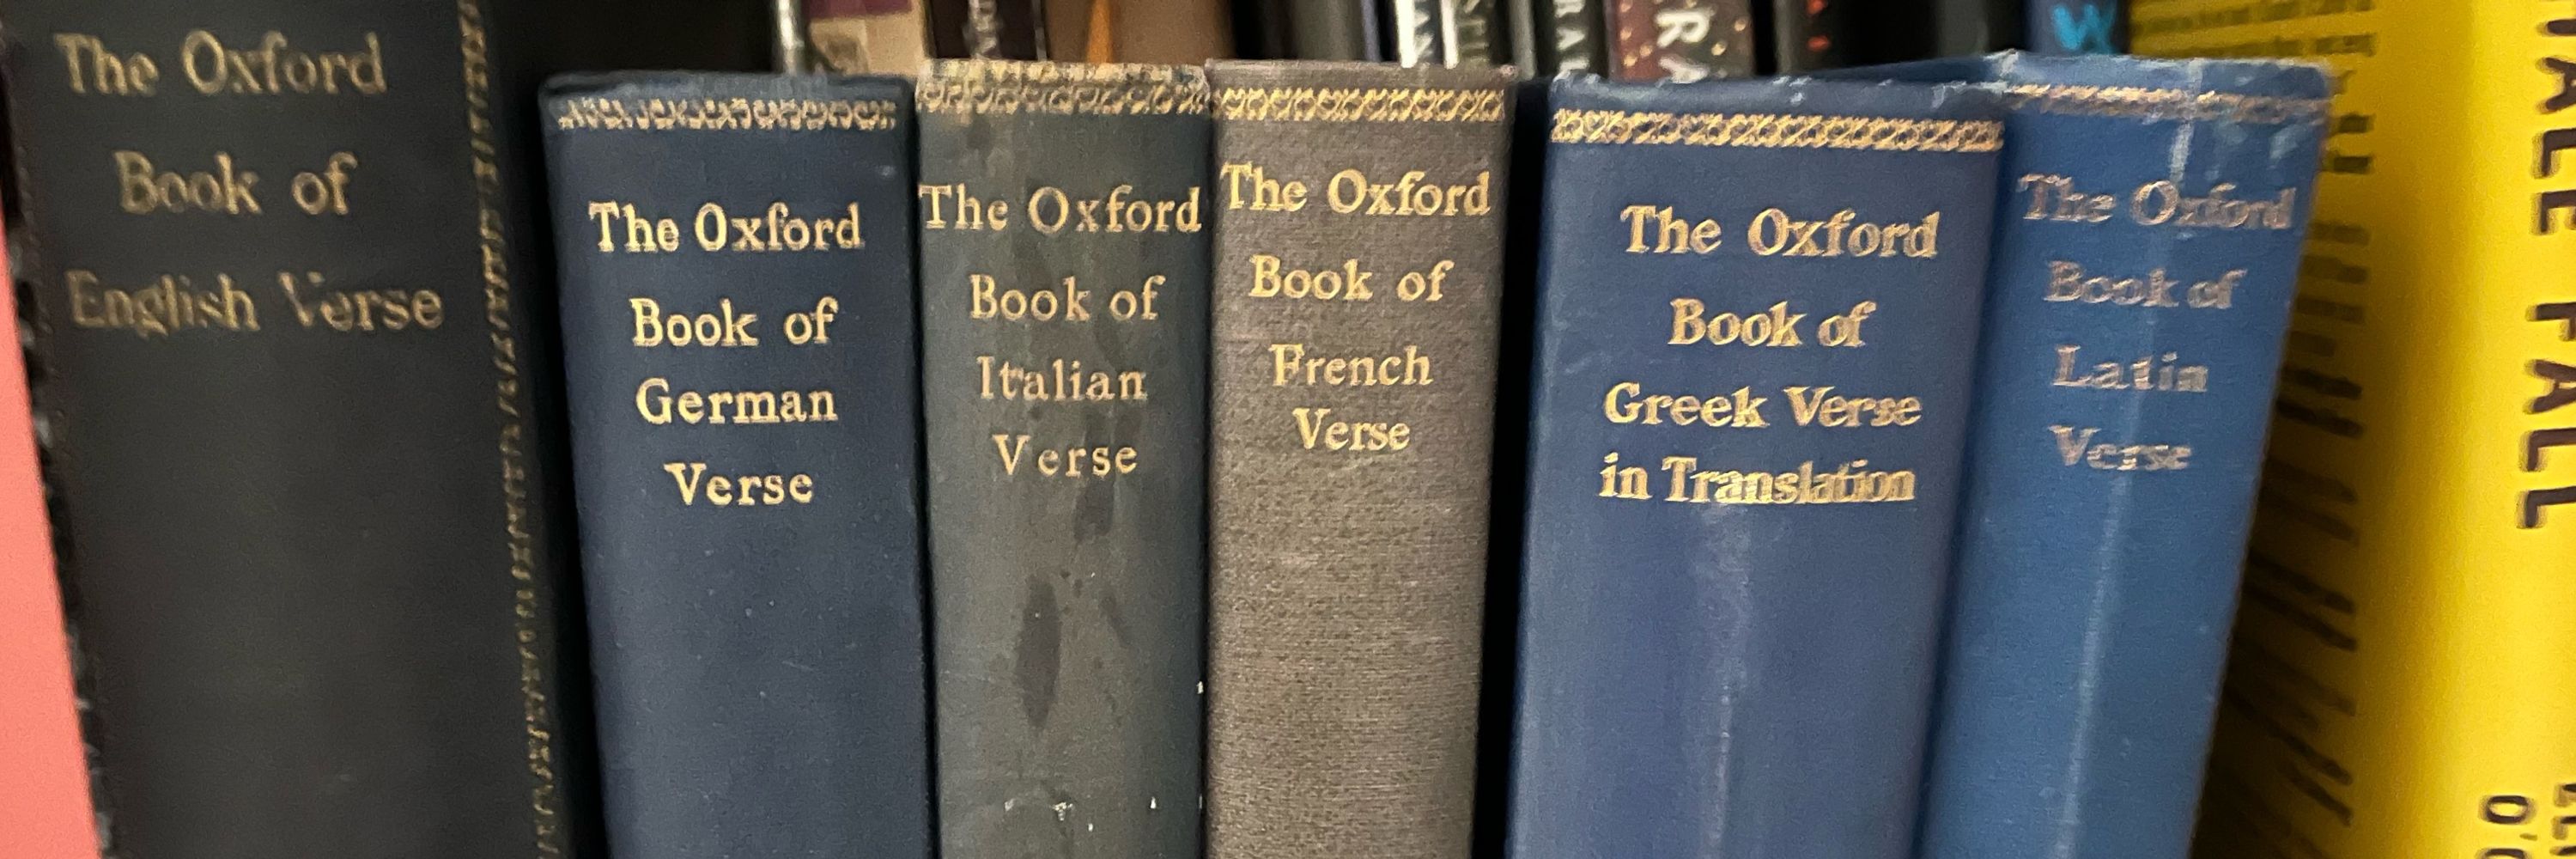 The Oxford
Book of
English Verse
The Oxford
Book of
German
Verse
The Oxford
Book of
Italian
Verse
The Oxford
Book of
French
Verse
The Oxford
Book of
Greek Verse
in Translation
The Oxford
Book of
Latin
Verse
FALL